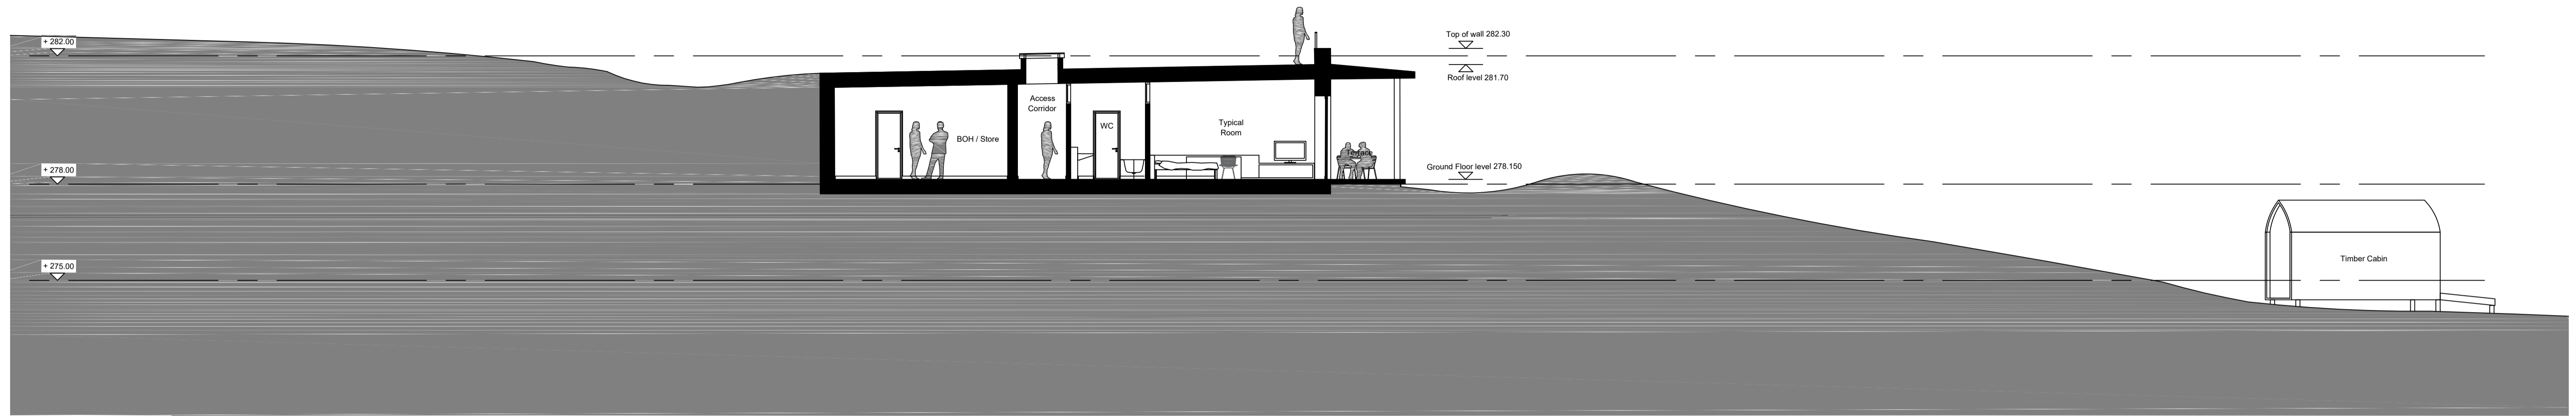 + 282.00
Top of wall 282.30
Roof level 281.70
Access
Corridor
WC
BOH / Store
Typical
Room
Terrace
+ 278.00
Ground Floor level 278.150
Timber Cabin
+ 275.00